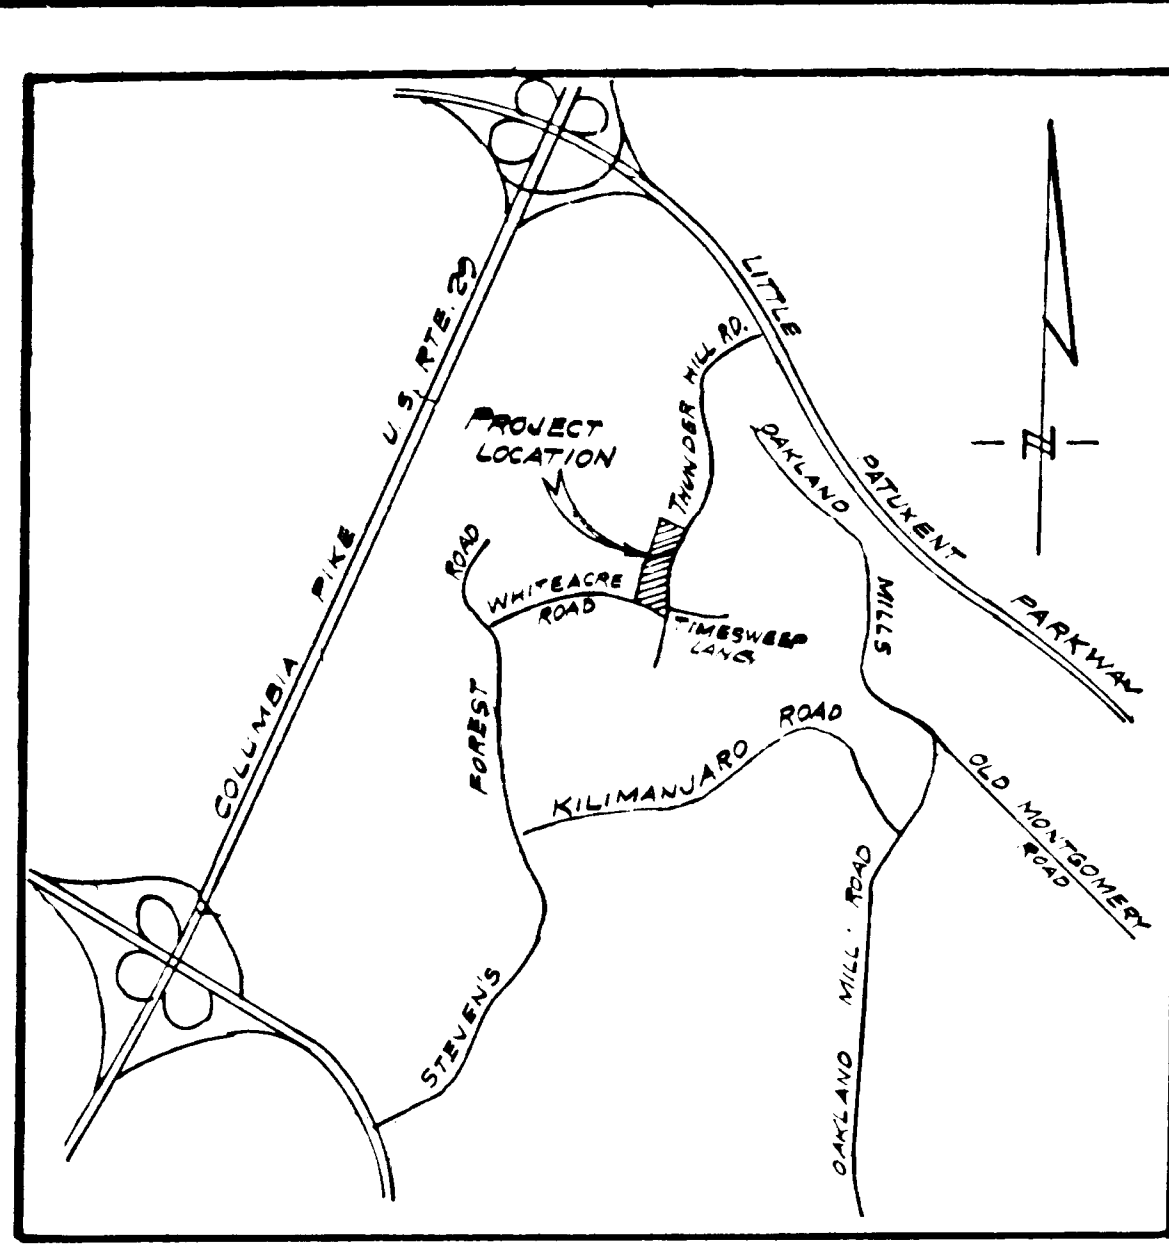 LITTLE
PATUXENT
PARKWAY
COLUMBIA PIKE U.S. RTE. 29
THUNDER HILL RD.
PROJECT
LOCATION
OAKLAND
MILLS
N
WHITEACRE
ROAD
TIMESWEEP
LANE
STEVEN'S FOREST ROAD
KILIMANJARO ROAD
OLD MONTGOMERY
ROAD
OAKLAND MILL ROAD